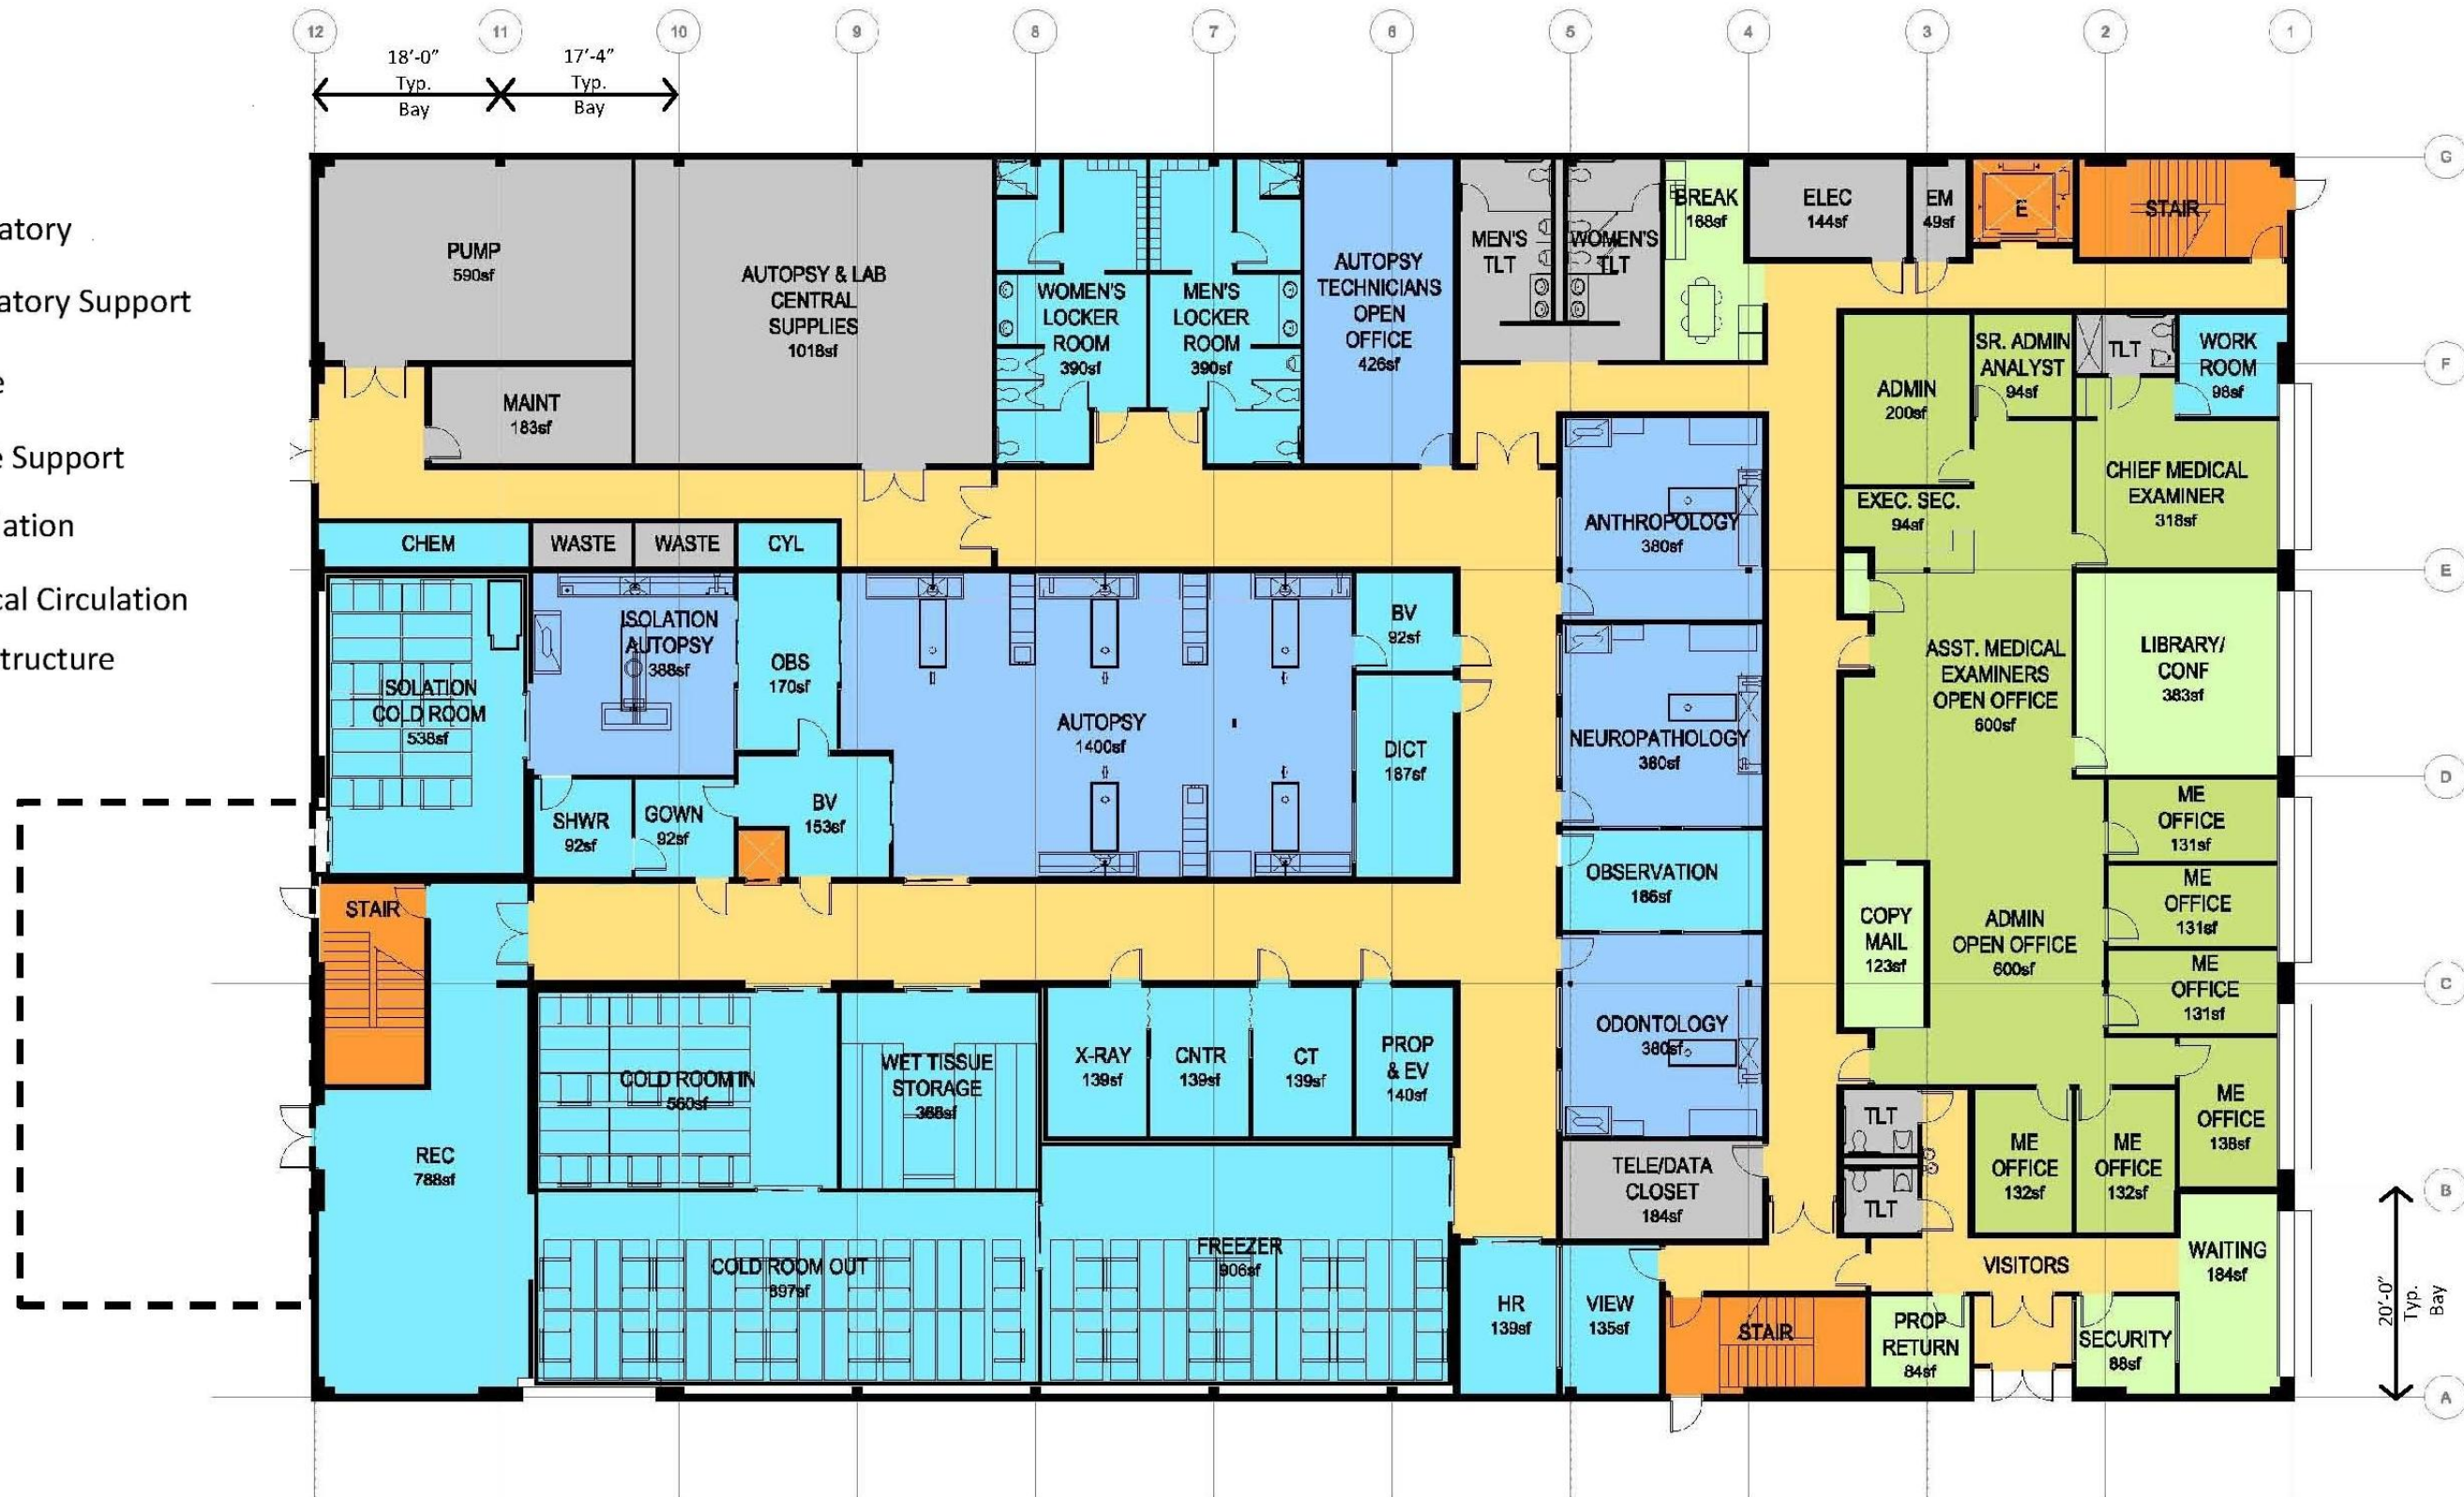 12
11
10
9
8
7
6
5
4
3
2
1
18'-0"
Typ.
Bay
17'-4"
Typ.
Bay
atory
atory Support
e
e Support
ation
cal Circulation
tructure
G
F
E
D
C
B
A
20'-0"
Typ.
Bay
PUMP
590sf
AUTOPSY & LAB
CENTRAL
SUPPLIES
1018sf
MAINT
183sf
WOMEN'S
LOCKER
ROOM
390sf
MEN'S
LOCKER
ROOM
390sf
AUTOPSY
TECHNICIANS
OPEN
OFFICE
426sf
MEN'S
TLT
WOMEN'S
TLT
BREAK
168sf
ELEC
144sf
EM
49sf
E
STAIR
ADMIN
200sf
SR. ADMIN
ANALYST
94sf
TLT
WORK
ROOM
98sf
EXEC. SEC.
94sf
CHIEF MEDICAL
EXAMINER
318sf
CHEM
WASTE
WASTE
CYL
ISOLATION
COLD ROOM
538sf
ISOLATION
AUTOPSY
388sf
OBS
170sf
AUTOPSY
1400sf
BV
92sf
DICT
187sf
SHWR
92sf
GOWN
92sf
BV
153sf
ANTHROPOLOGY
380sf
NEUROPATHOLOGY
380sf
OBSERVATION
186sf
ODONTOLOGY
380sf
TELE/DATA
CLOSET
184sf
ASST. MEDICAL
EXAMINERS
OPEN OFFICE
600sf
LIBRARY/
CONF
383sf
ME
OFFICE
131sf
ME
OFFICE
131sf
ME
OFFICE
131sf
COPY
MAIL
123sf
ADMIN
OPEN OFFICE
600sf
ME
OFFICE
138sf
ME
OFFICE
132sf
ME
OFFICE
132sf
TLT
TLT
STAIR
REC
788sf
COLD ROOM IN
560sf
WET TISSUE
STORAGE
368sf
X-RAY
139sf
CNTR
139sf
CT
139sf
PROP
& EV
140sf
COLD ROOM OUT
897sf
FREEZER
906sf
HR
139sf
VIEW
135sf
STAIR
VISITORS
PROP
RETURN
84sf
SECURITY
88sf
WAITING
184sf